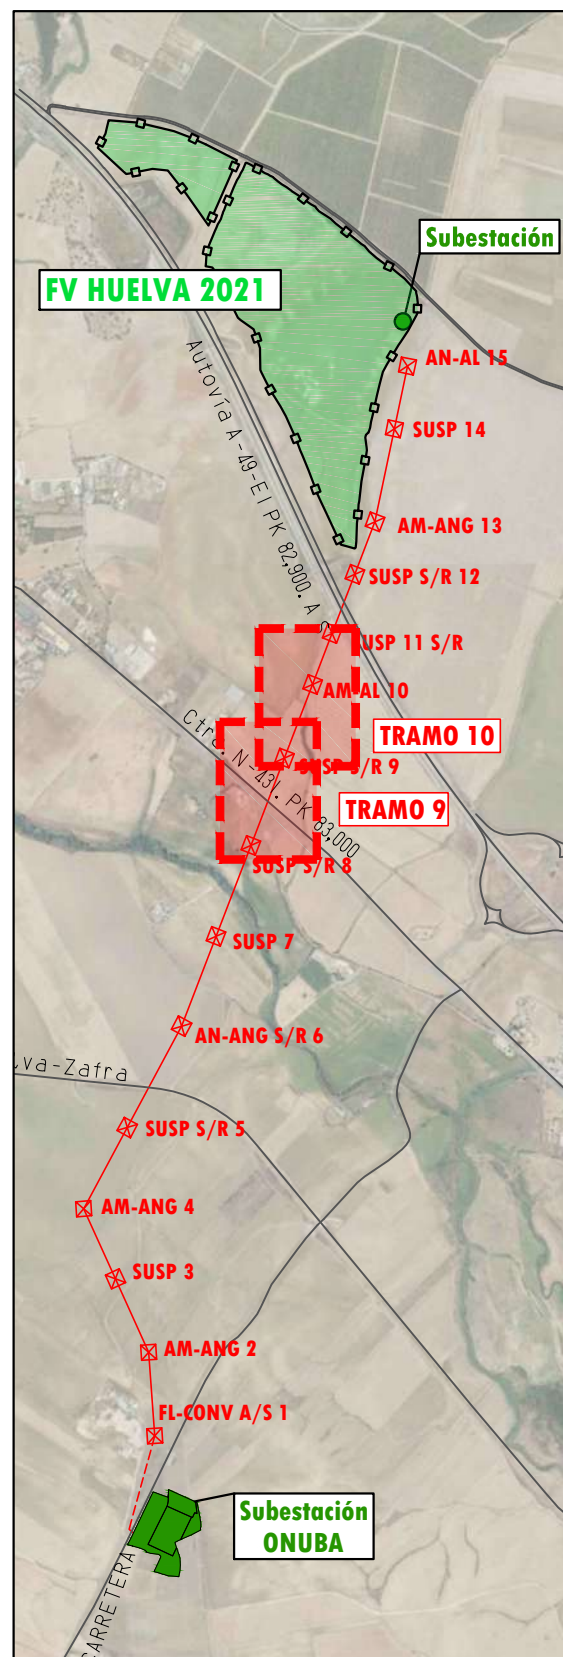 Subestación
FV HUELVA 2021
AN-AL 15
SUSP 14
Autovía A-49-El PK 82,900. A S
AM-ANG 13
SUSP S/R 12
SUSP 11 S/R
AM-AL 10
TRAMO 10
Ctra. N-431. PK 83,000
SUSP S/R 9
TRAMO 9
SUSP S/R 8
SUSP 7
AN-ANG S/R 6
lva-Zafra
SUSP S/R 5
AM-ANG 4
SUSP 3
AM-ANG 2
FL-CONV A/S 1
Subestación
ONUBA
CARRETERA